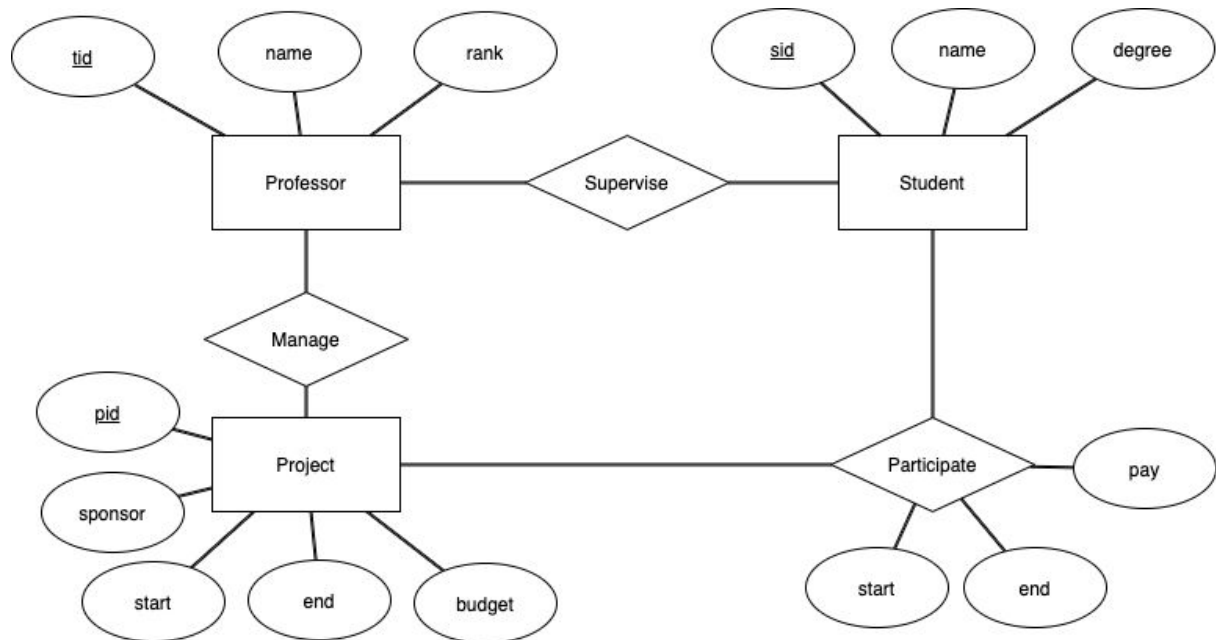 tid
name
rank
sid
name
degree
Professor
Supervise
Student
Manage
pid
Project
Participate
pay
sponsor
start
end
budget
start
end